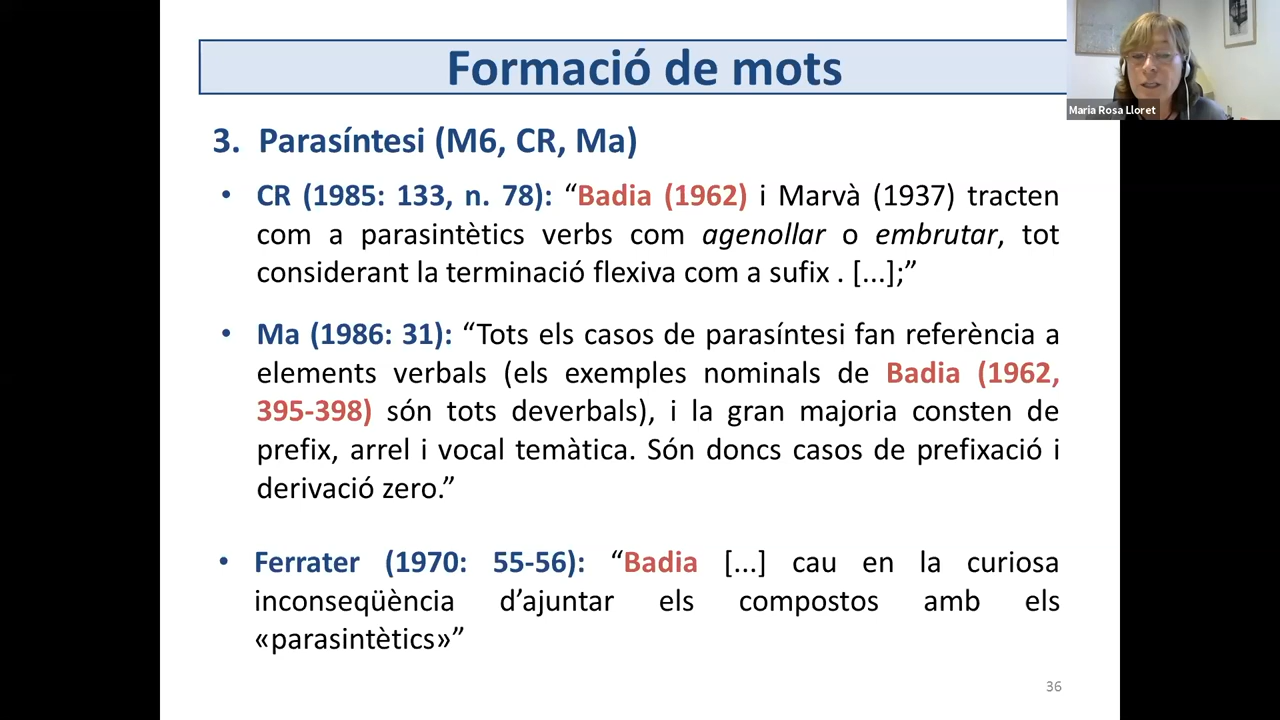 Formació de mots
Maria Rosa Lloret
3. Parasíntesi (M6, CR, Ma)
• CR (1985: 133, n. 78): “Badia (1962) i Marvà (1937) tracten
com a parasintètics verbs com agenollar o embrutar, tot
considerant la terminació flexiva com a sufix . [...];”
• Ma (1986: 31): “Tots els casos de parasíntesi fan referència a
elements verbals (els exemples nominals de Badia (1962,
395-398) són tots deverbals), i la gran majoria consten de
prefix, arrel i vocal temàtica. Són doncs casos de prefixació i
derivació zero.”
• Ferrater (1970: 55-56): “Badia [...] cau en la curiosa
inconseqüència d’ajuntar els compostos amb els
«parasintètics»”
36